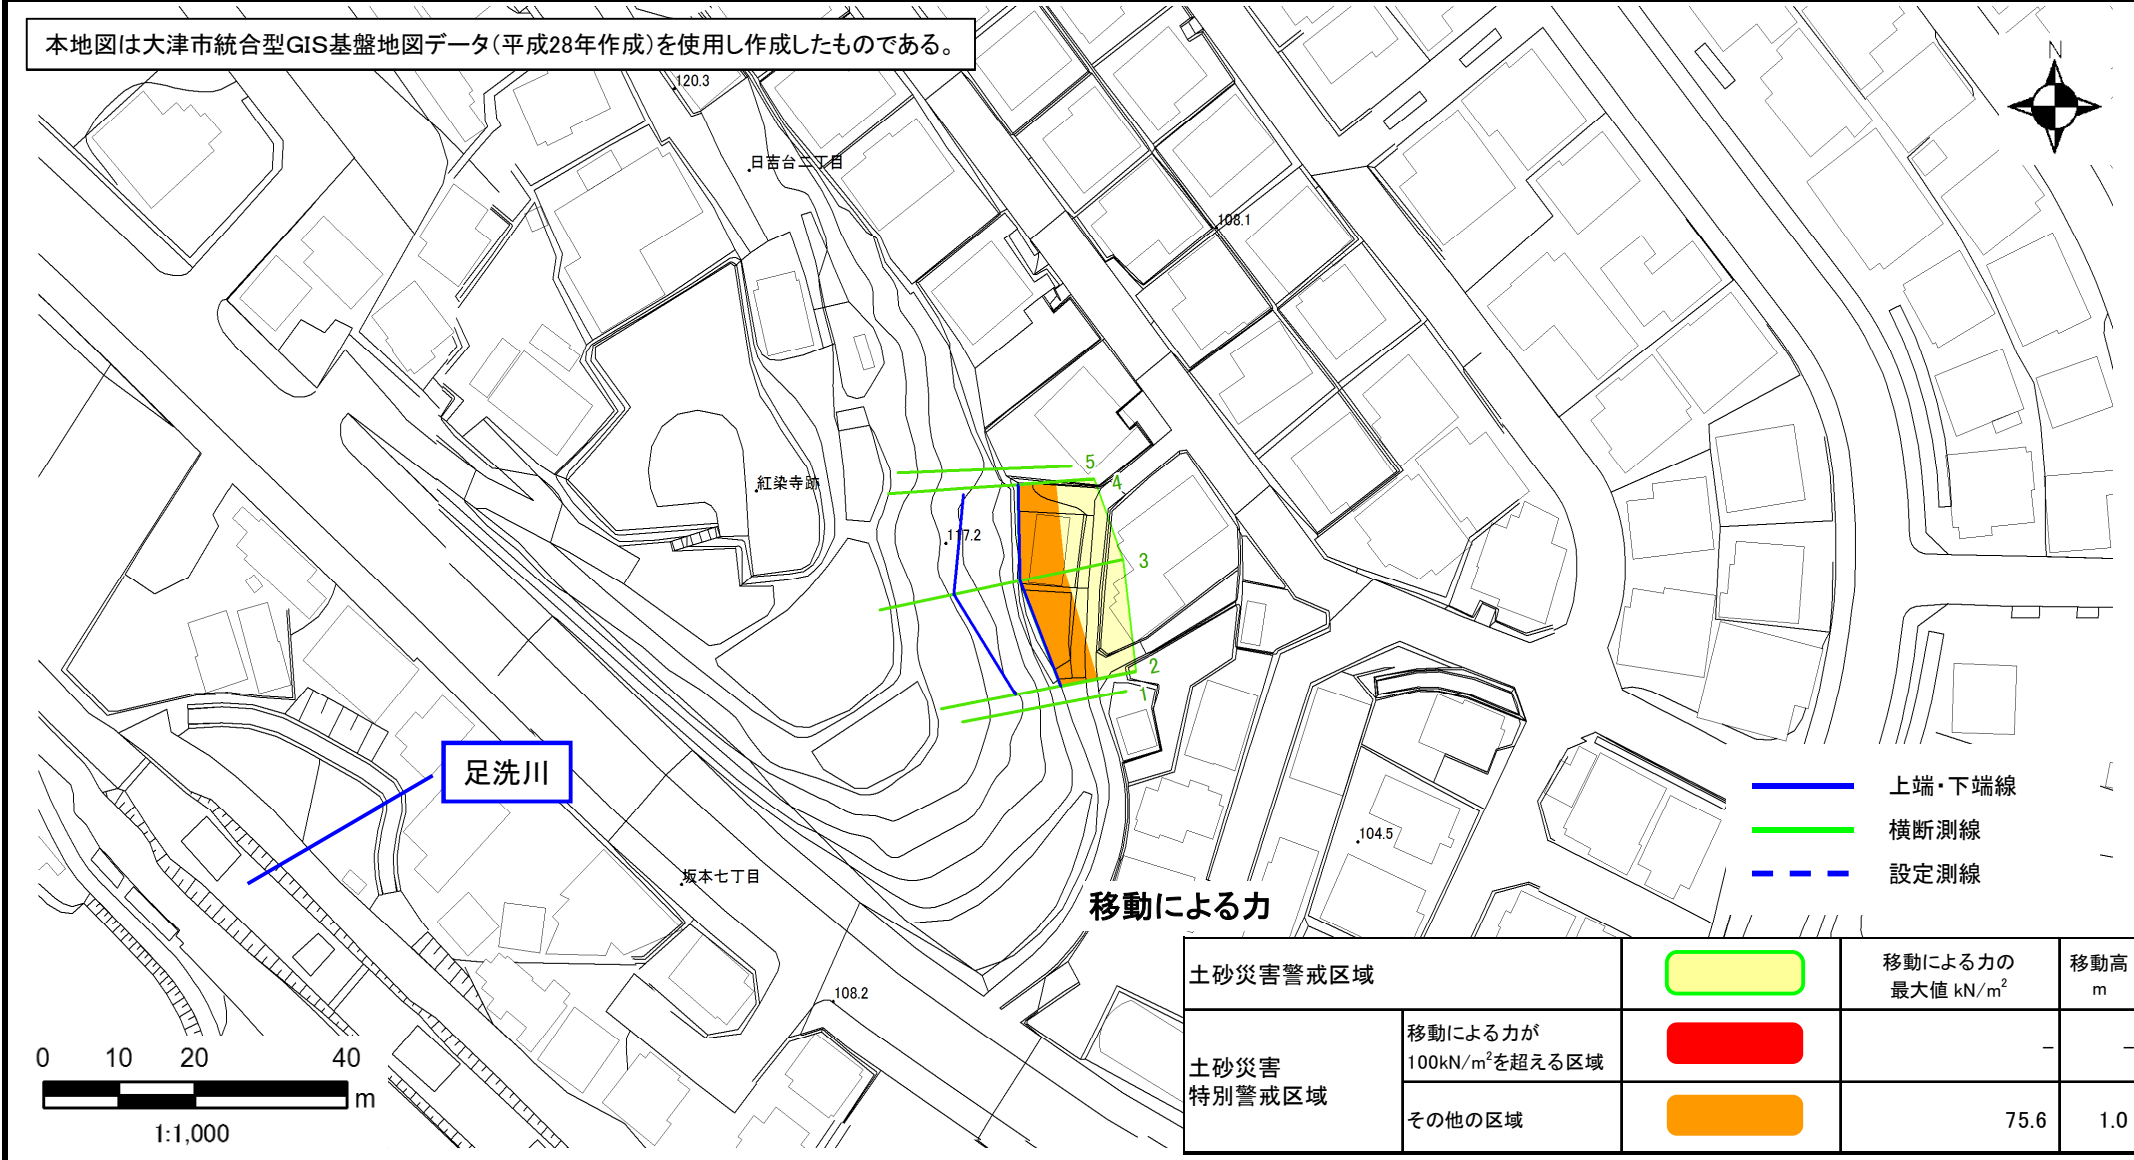 本地図は大津市統合型GIS基盤地図データ(平成28年作成)を使用し作成したものである。
N
120.3
日吉台二丁目
108.1
紅染寺跡
117.2
5
4
3
2
1
足洗川
坂本七丁目
104.5
108.2
上端・下端線
横断測線
設定測線
移動による力
土砂災害警戒区域
移動による力の
最大値 kN/m²
移動高
m
土砂災害
特別警戒区域
移動による力が
100kN/m²を超える区域
－
－
その他の区域
75.6
1.0
0 10 20 40
m
1:1,000